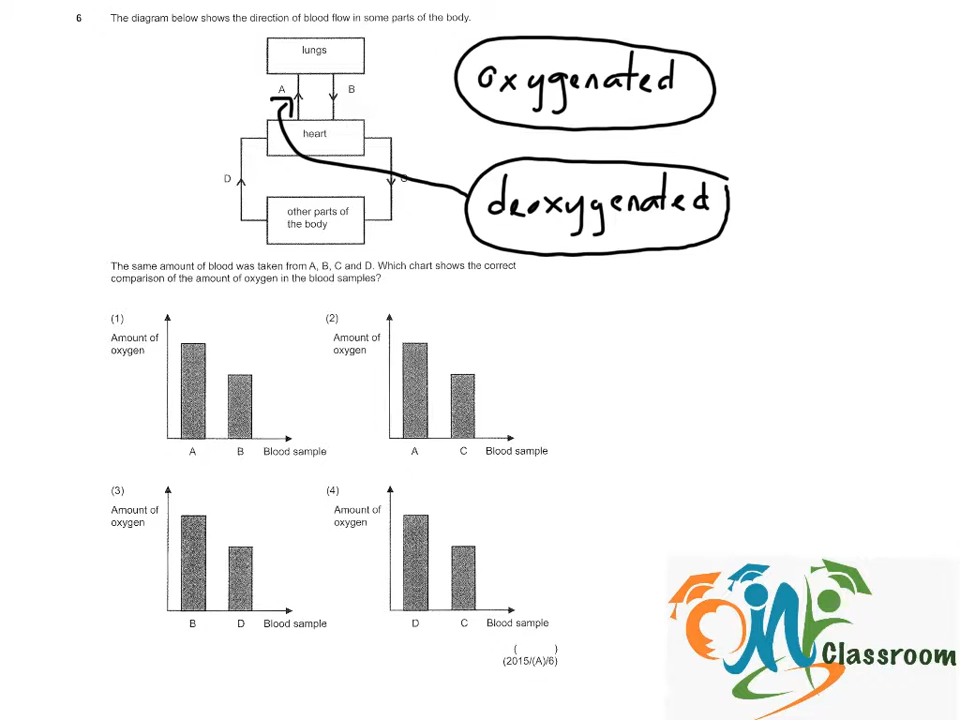 6 The diagram below shows the direction of blood flow in some parts of the body.
lungs
oxygenated
A B
heart
D
deoxygenated
other parts of
the body
The same amount of blood was taken from A, B, C and D. Which chart shows the correct
comparison of the amount of oxygen in the blood samples?
(1) (2)
Amount of
oxygen
Amount of
oxygen
A B Blood sample
A C Blood sample
(3) (4)
Amount of
oxygen
Amount of
oxygen
B D Blood sample
D C Blood sample
( )
(2015/(A)/6)
Classroom